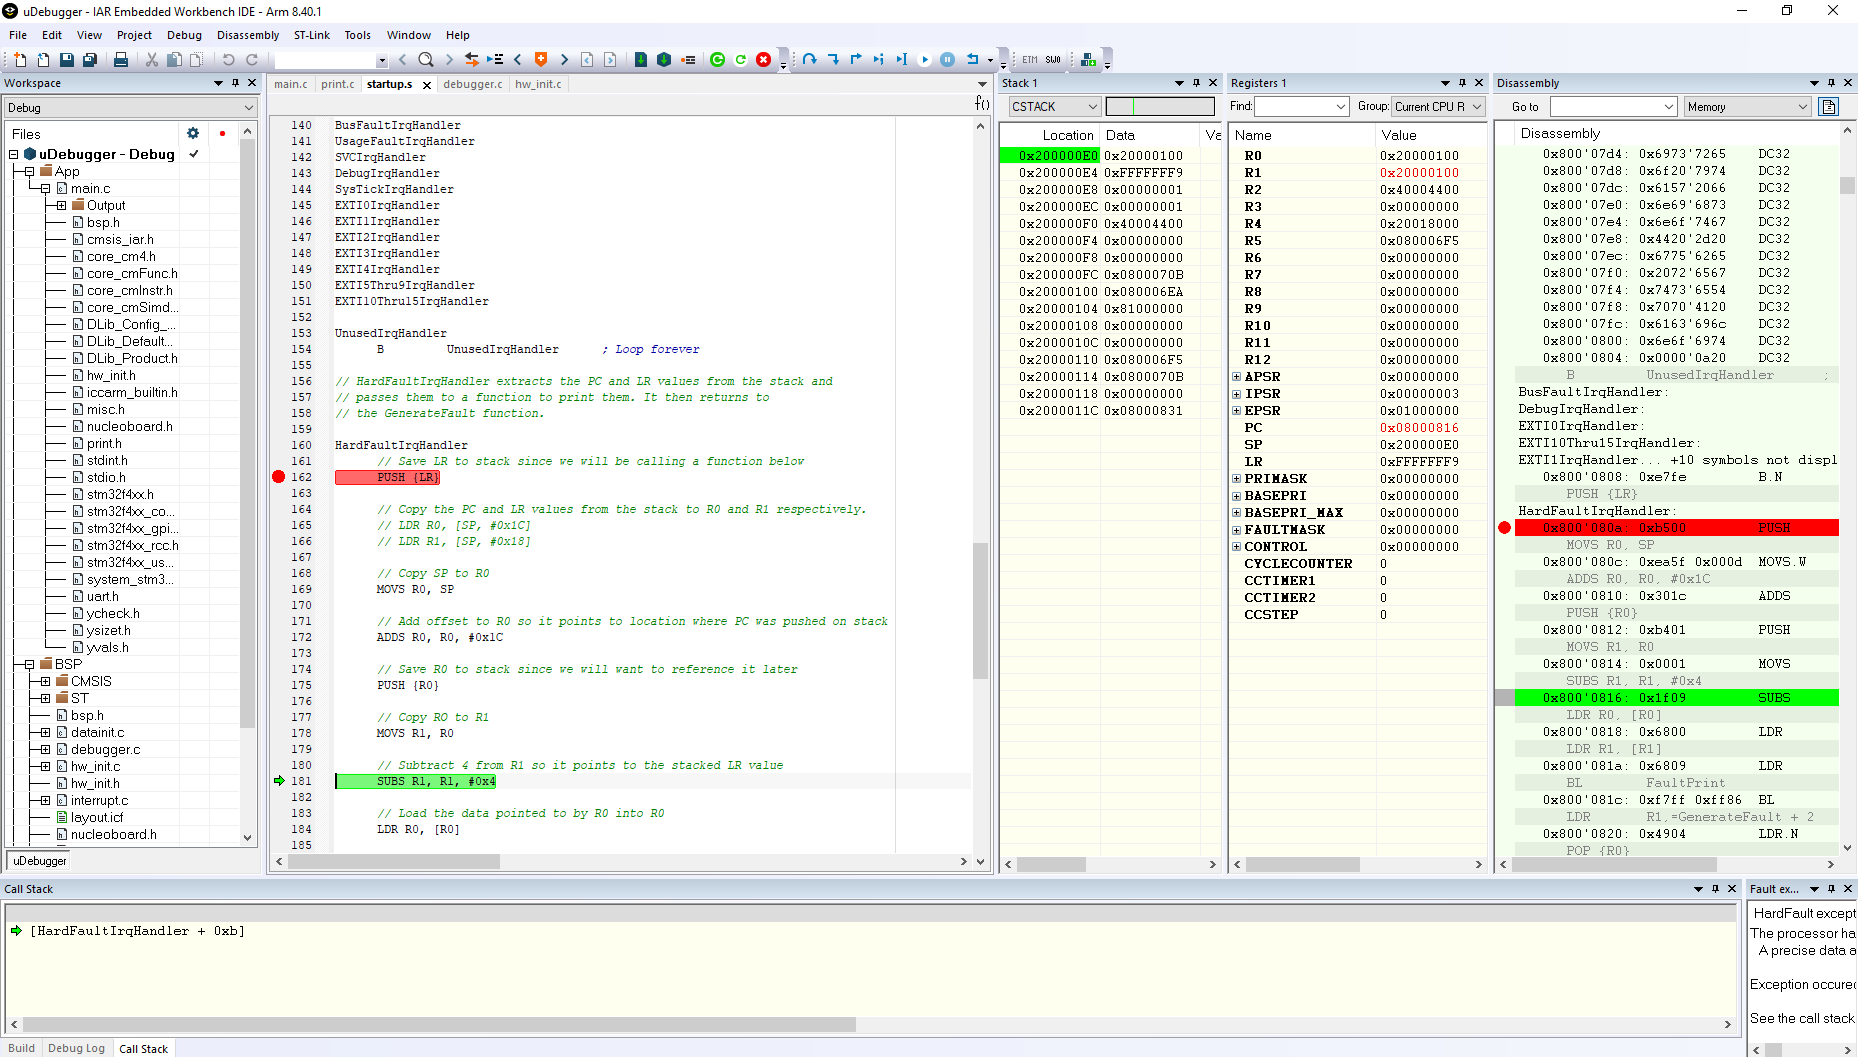 uDebugger - IAR Embedded Workbench IDE - Arm 8.40.1
File Edit View Project Debug Disassembly ST-Link Tools Window Help
ETM SWO
Workspace
Debug
Files
uDebugger - Debug
App
main.c
Output
bsp.h
cmsis_iar.h
core_cm4.h
core_cmFunc.h
core_cmInstr.h
core_cmSimd...
DLib_Config_...
DLib_Default...
DLib_Product.h
hw_init.h
iccarm_builtin.h
misc.h
nucleoboard.h
print.h
stdint.h
stdio.h
stm32f4xx.h
stm32f4xx_co...
stm32f4xx_gpi...
stm32f4xx_rcc.h
stm32f4xx_us...
system_stm3...
uart.h
ycheck.h
ysizet.h
yvals.h
BSP
CMSIS
ST
bsp.h
datainit.c
debugger.c
hw_init.c
hw_init.h
interrupt.c
layout.icf
nucleoboard.h
uDebugger
main.c print.c startup.s debugger.c hw_init.c
f()
140 BusFaultIrqHandler
141 UsageFaultIrqHandler
142 SVCIrqHandler
143 DebugIrqHandler
144 SysTickIrqHandler
145 EXTI0IrqHandler
146 EXTI1IrqHandler
147 EXTI2IrqHandler
148 EXTI3IrqHandler
149 EXTI4IrqHandler
150 EXTI5Thru9IrqHandler
151 EXTI10Thru15IrqHandler
152
153 UnusedIrqHandler
154 B UnusedIrqHandler ; Loop forever
155
156 // HardFaultIrqHandler extracts the PC and LR values from the stack and
157 // passes them to a function to print them. It then returns to
158 // the GenerateFault function.
159
160 HardFaultIrqHandler
161 // Save LR to stack since we will be calling a function below
162 PUSH {LR}
163
164 // Copy the PC and LR values from the stack to R0 and R1 respectively.
165 // LDR R0, [SP, #0x1C]
166 // LDR R1, [SP, #0x18]
167
168 // Copy SP to R0
169 MOVS R0, SP
170
171 // Add offset to R0 so it points to location where PC was pushed on stack
172 ADDS R0, R0, #0x1C
173
174 // Save R0 to stack since we will want to reference it later
175 PUSH {R0}
176
177 // Copy RO to R1
178 MOVS R1, R0
179
180 // Subtract 4 from R1 so it points to the stacked LR value
181 SUBS R1, R1, #0x4
182
183 // Load the data pointed to by R0 into R0
184 LDR R0, [R0]
185
Stack 1
CSTACK
Location Data Va
0x200000E0 0x20000100
0x200000E4 0xFFFFFFF9
0x200000E8 0x00000001
0x200000EC 0x00000001
0x200000F0 0x40004400
0x200000F4 0x00000000
0x200000F8 0x00000000
0x200000FC 0x0800070B
0x20000100 0x080006EA
0x20000104 0x81000000
0x20000108 0x00000000
0x2000010C 0x00000000
0x20000110 0x080006F5
0x20000114 0x0800070B
0x20000118 0x00000000
0x2000011C 0x08000831
Registers 1
Find: Group: Current CPU R
Name Value
R0 0x20000100
R1 0x20000100
R2 0x40004400
R3 0x00000000
R4 0x20018000
R5 0x080006F5
R6 0x00000000
R7 0x00000000
R8 0x00000000
R9 0x00000000
R10 0x00000000
R11 0x00000000
R12 0x00000000
APSR 0x00000000
IPSR 0x00000003
EPSR 0x01000000
PC 0x08000816
SP 0x200000E0
LR 0xFFFFFFF9
PRIMASK 0x00000000
BASEPRI 0x00000000
BASEPRI_MAX 0x00000000
FAULTMASK 0x00000000
CONTROL 0x00000000
CYCLECOUNTER 0
CCTIMER1 0
CCTIMER2 0
CCSTEP 0
Disassembly
Go to Memory
Disassembly
0x800'07d4: 0x6973'7265 DC32
0x800'07d8: 0x6f20'7974 DC32
0x800'07dc: 0x6157'2066 DC32
0x800'07e0: 0x6e69'6873 DC32
0x800'07e4: 0x6e6f'7467 DC32
0x800'07e8: 0x4420'2d20 DC32
0x800'07ec: 0x6775'6265 DC32
0x800'07f0: 0x2072'6567 DC32
0x800'07f4: 0x7473'6554 DC32
0x800'07f8: 0x7070'4120 DC32
0x800'07fc: 0x6163'696c DC32
0x800'0800: 0x6e6f'6974 DC32
0x800'0804: 0x0000'0a20 DC32
B UnusedIrqHandler ;
BusFaultIrqHandler:
DebugIrqHandler:
EXTI0IrqHandler:
EXTI10Thru15IrqHandler:
EXTI1IrqHandler... +10 symbols not displ
0x800'0808: 0xe7fe B.N
PUSH {LR}
HardFaultIrqHandler:
0x800'080a: 0xb500 PUSH
MOVS R0, SP
0x800'080c: 0xea5f 0x000d MOVS.W
ADDS R0, R0, #0x1C
0x800'0810: 0x301c ADDS
PUSH {R0}
0x800'0812: 0xb401 PUSH
MOVS R1, R0
0x800'0814: 0x0001 MOVS
SUBS R1, R1, #0x4
0x800'0816: 0x1f09 SUBS
LDR R0, [R0]
0x800'0818: 0x6800 LDR
LDR R1, [R1]
0x800'081a: 0x6809 LDR
BL FaultPrint
0x800'081c: 0xf7ff 0xff86 BL
LDR R1,=GenerateFault + 2
0x800'0820: 0x4904 LDR.N
POP {R0}
Call Stack
[HardFaultIrqHandler + 0xb]
Build Debug Log Call Stack
Fault ex...
HardFault except
The processor ha
A precise data a
Exception occured
See the call stack